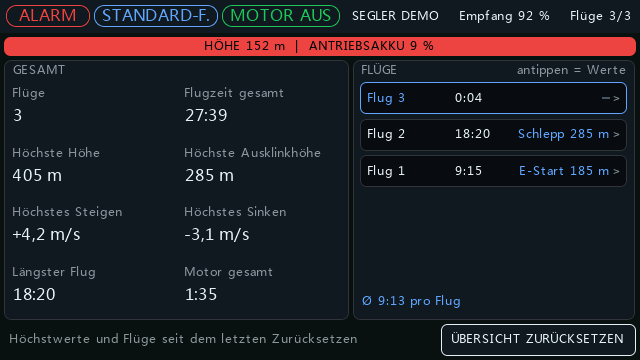 ALARM STANDARD-F. MOTOR AUS SEGLER DEMO Empfang 92 % Flüge 3/3
HÖHE 152 m | ANTRIEBSAKKU 9 %
GESAMT
Flüge Flugzeit gesamt
3 27:39
Höchste Höhe Höchste Ausklinkhöhe
405 m 285 m
Höchstes Steigen Höchstes Sinken
+4,2 m/s -3,1 m/s
Längster Flug Motor gesamt
18:20 1:35
FLÜGE antippen = Werte
Flug 3 0:04 — >
Flug 2 18:20 Schlepp 285 m >
Flug 1 9:15 E-Start 185 m >
Ø 9:13 pro Flug
Höchstwerte und Flüge seit dem letzten Zurücksetzen ÜBERSICHT ZURÜCKSETZEN